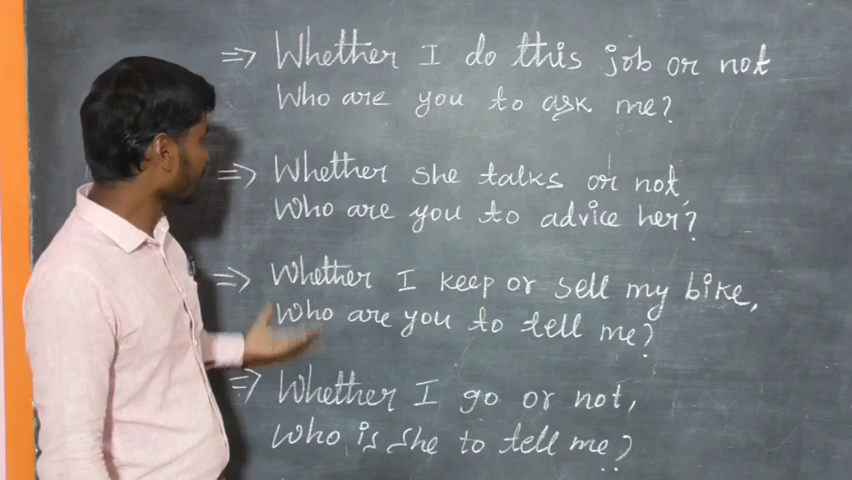 ⇒ Whether I do this job or not
Who are you to ask me?
⇒ Whether she talks or not,
Who are you to advice her?
⇒ Whether I keep or sell my bike,
Who are you to tell me?
⇒ Whether I go or not,
Who is she to tell me?